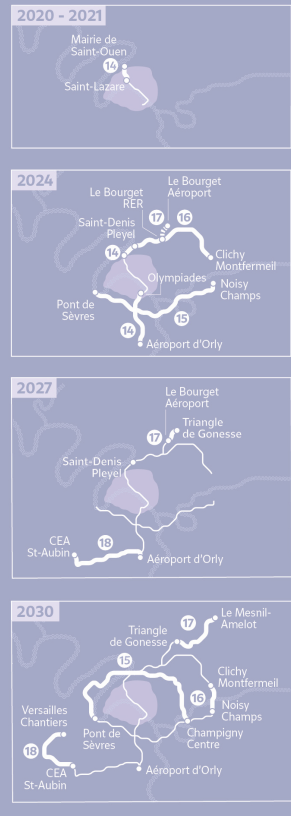 2020 - 2021
Mairie de
Saint-Ouen
14
Saint-Lazare
2024
Le Bourget
Aéroport
Le Bourget
RER
17
16
Saint-Denis
Pleyel
14
Clichy
Montfermeil
Olympiades
Noisy
Champs
Pont de
Sèvres
15
14
Aéroport d'Orly
2027
Le Bourget
Aéroport
Triangle
de Gonesse
17
Saint-Denis
Pleyel
18
CEA
St-Aubin
Aéroport d'Orly
2030
Le Mesnil-
Amelot
17
Triangle
de Gonesse
15
Clichy
Montfermeil
16
Noisy
Champs
Versailles
Chantiers
Pont de
Sèvres
Champigny
Centre
18
CEA
St-Aubin
Aéroport d'Orly